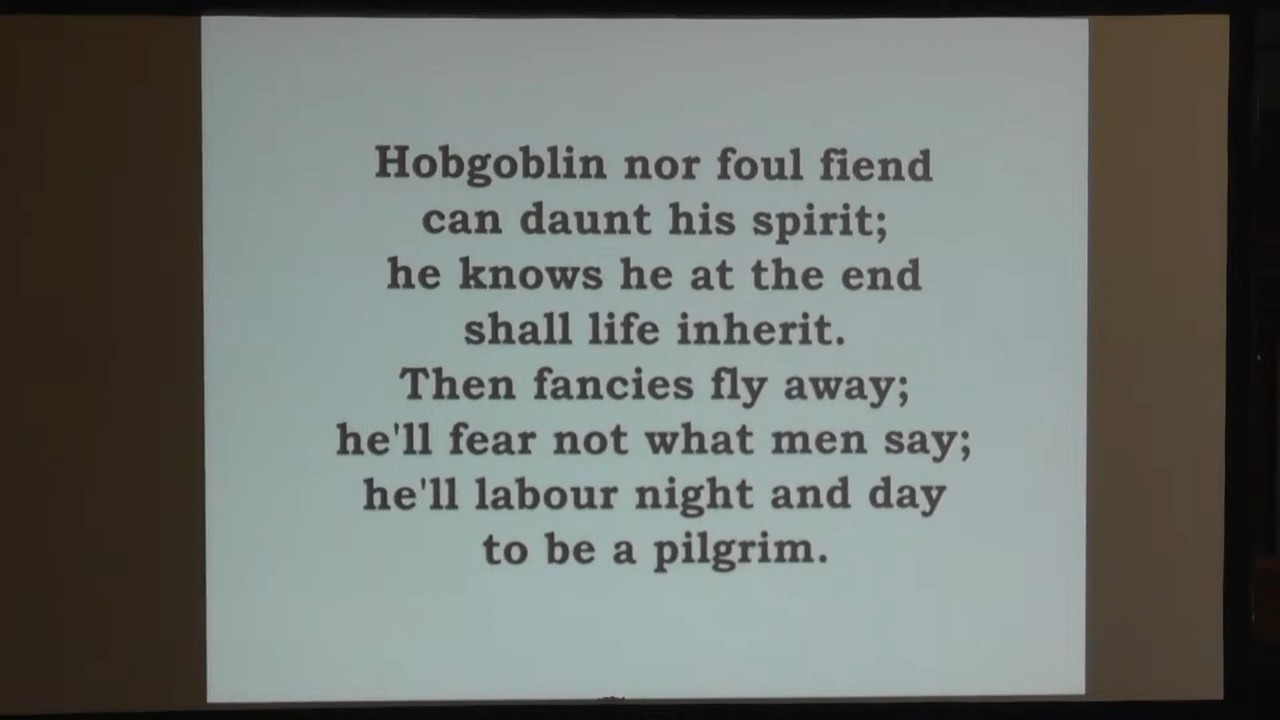 Hobgoblin nor foul fiend
can daunt his spirit;
he knows he at the end
shall life inherit.
Then fancies fly away;
he'll fear not what men say;
he'll labour night and day
to be a pilgrim.